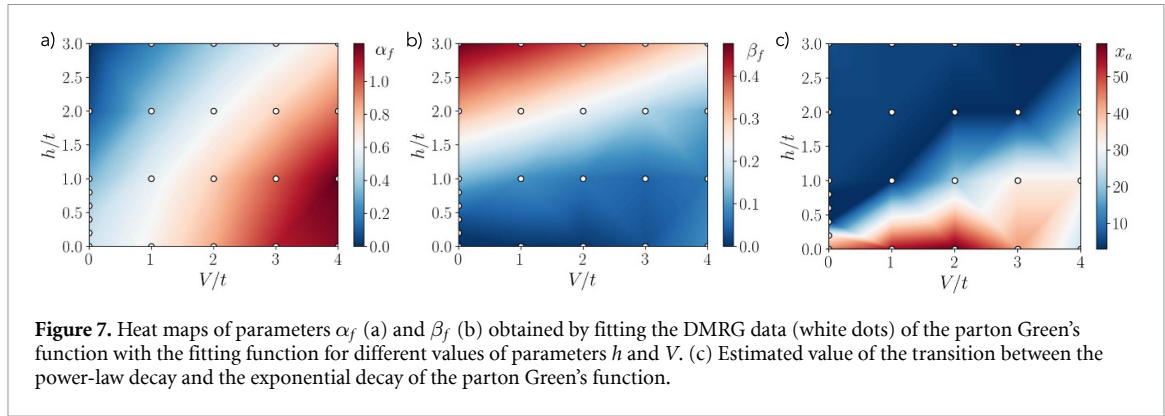 a)
3.0
2.5
2.0
1.5
1.0
0.5
0.0
h/t
0 1 2 3 4
V/t
α_f
1.0
0.8
0.6
0.4
0.2
0.0
b)
3.0
2.5
2.0
1.5
1.0
0.5
0.0
h/t
0 1 2 3 4
V/t
β_f
0.4
0.3
0.2
0.1
0.0
c)
3.0
2.5
2.0
1.5
1.0
0.5
0.0
h/t
0 1 2 3 4
V/t
x_a
50
40
30
20
10
Figure 7. Heat maps of parameters α_f (a) and β_f (b) obtained by fitting the DMRG data (white dots) of the parton Green's
function with the fitting function for different values of parameters h and V. (c) Estimated value of the transition between the
power-law decay and the exponential decay of the parton Green's function.